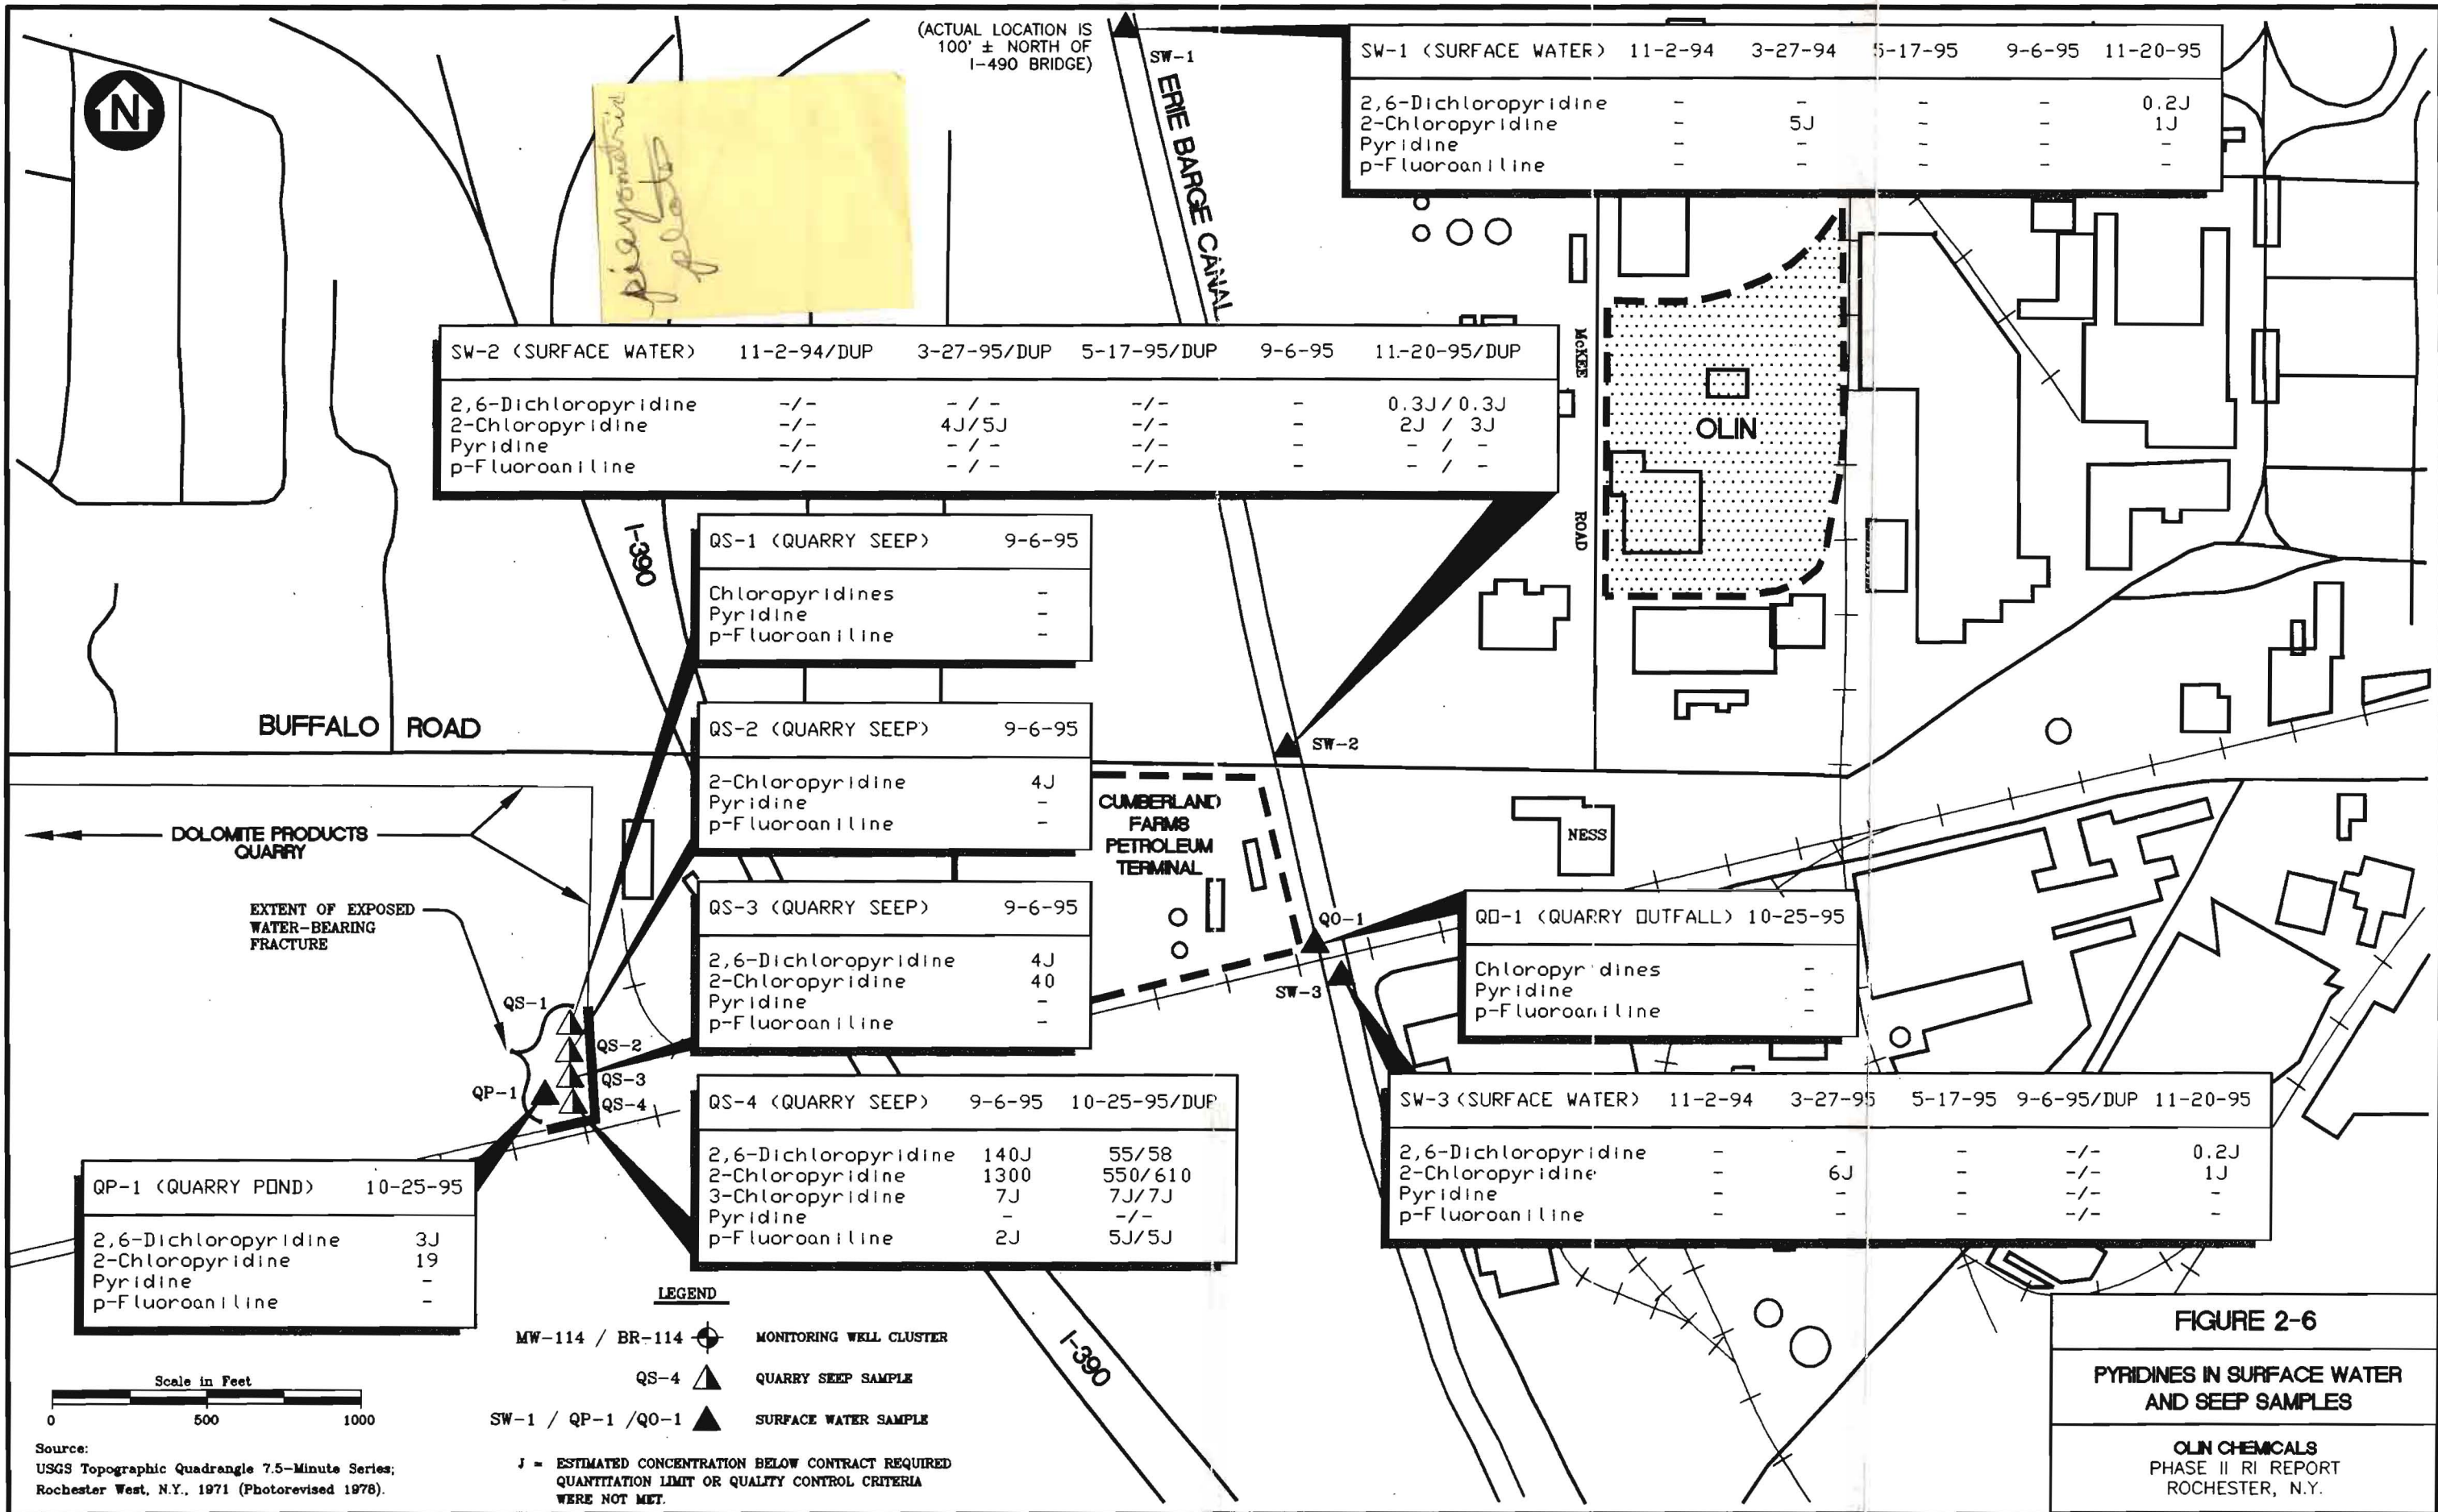 (ACTUAL LOCATION IS
100' ± NORTH OF
I-490 BRIDGE)
SW-1
ERIE BARGE CANAL
N
piezyometric
plots
SW-1 (SURFACE WATER) 11-2-94 3-27-94 5-17-95 9-6-95 11-20-95
2,6-Dichloropyridine - - - - 0.2J
2-Chloropyridine - 5J - - 1J
Pyridine - - - - -
p-Fluoroaniline - - - - -
SW-2 (SURFACE WATER) 11-2-94/DUP 3-27-95/DUP 5-17-95/DUP 9-6-95 11-20-95/DUP
2,6-Dichloropyridine -/- - / - -/- - 0.3J/0.3J
2-Chloropyridine -/- 4J/5J -/- - 2J / 3J
Pyridine -/- - / - -/- - - / -
p-Fluoroaniline -/- - / - -/- - - / -
McKEE
ROAD
OLIN
I-390
QS-1 (QUARRY SEEP) 9-6-95
Chloropyridines -
Pyridine -
p-Fluoroaniline -
BUFFALO ROAD
QS-2 (QUARRY SEEP) 9-6-95
2-Chloropyridine 4J
Pyridine -
p-Fluoroaniline -
SW-2
CUMBERLAND
FARMS
PETROLEUM
TERMINAL
NESS
DOLOMITE PRODUCTS
QUARRY
EXTENT OF EXPOSED
WATER-BEARING
FRACTURE
QS-3 (QUARRY SEEP) 9-6-95
2,6-Dichloropyridine 4J
2-Chloropyridine 40
Pyridine -
p-Fluoroaniline -
QO-1
SW-3
QO-1 (QUARRY OUTFALL) 10-25-95
Chloropyr dines -
Pyridine -
p-Fluoroaniline -
QS-1
QS-2
QS-3
QS-4
QP-1
QS-4 (QUARRY SEEP) 9-6-95 10-25-95/DUP
2,6-Dichloropyridine 140J 55/58
2-Chloropyridine 1300 550/610
3-Chloropyridine 7J 7J/7J
Pyridine - -/-
p-Fluoroaniline 2J 5J/5J
SW-3 (SURFACE WATER) 11-2-94 3-27-95 5-17-95 9-6-95/DUP 11-20-95
2,6-Dichloropyridine - - - -/- 0.2J
2-Chloropyridine - 6J - -/- 1J
Pyridine - - - -/- -
p-Fluoroaniline - - - -/- -
QP-1 (QUARRY POND) 10-25-95
2,6-Dichloropyridine 3J
2-Chloropyridine 19
Pyridine -
p-Fluoroaniline -
LEGEND
MW-114 / BR-114 MONITORING WELL CLUSTER
QS-4 QUARRY SEEP SAMPLE
SW-1 / QP-1 /QO-1 SURFACE WATER SAMPLE
J = ESTIMATED CONCENTRATION BELOW CONTRACT REQUIRED
QUANTITATION LIMIT OR QUALITY CONTROL CRITERIA
WERE NOT MET.
I-390
Scale in Feet
0 500 1000
Source:
USGS Topographic Quadrangle 7.5-Minute Series;
Rochester West, N.Y., 1971 (Photorevised 1978).
FIGURE 2-6
PYRIDINES IN SURFACE WATER
AND SEEP SAMPLES
OLIN CHEMICALS
PHASE II RI REPORT
ROCHESTER, N.Y.